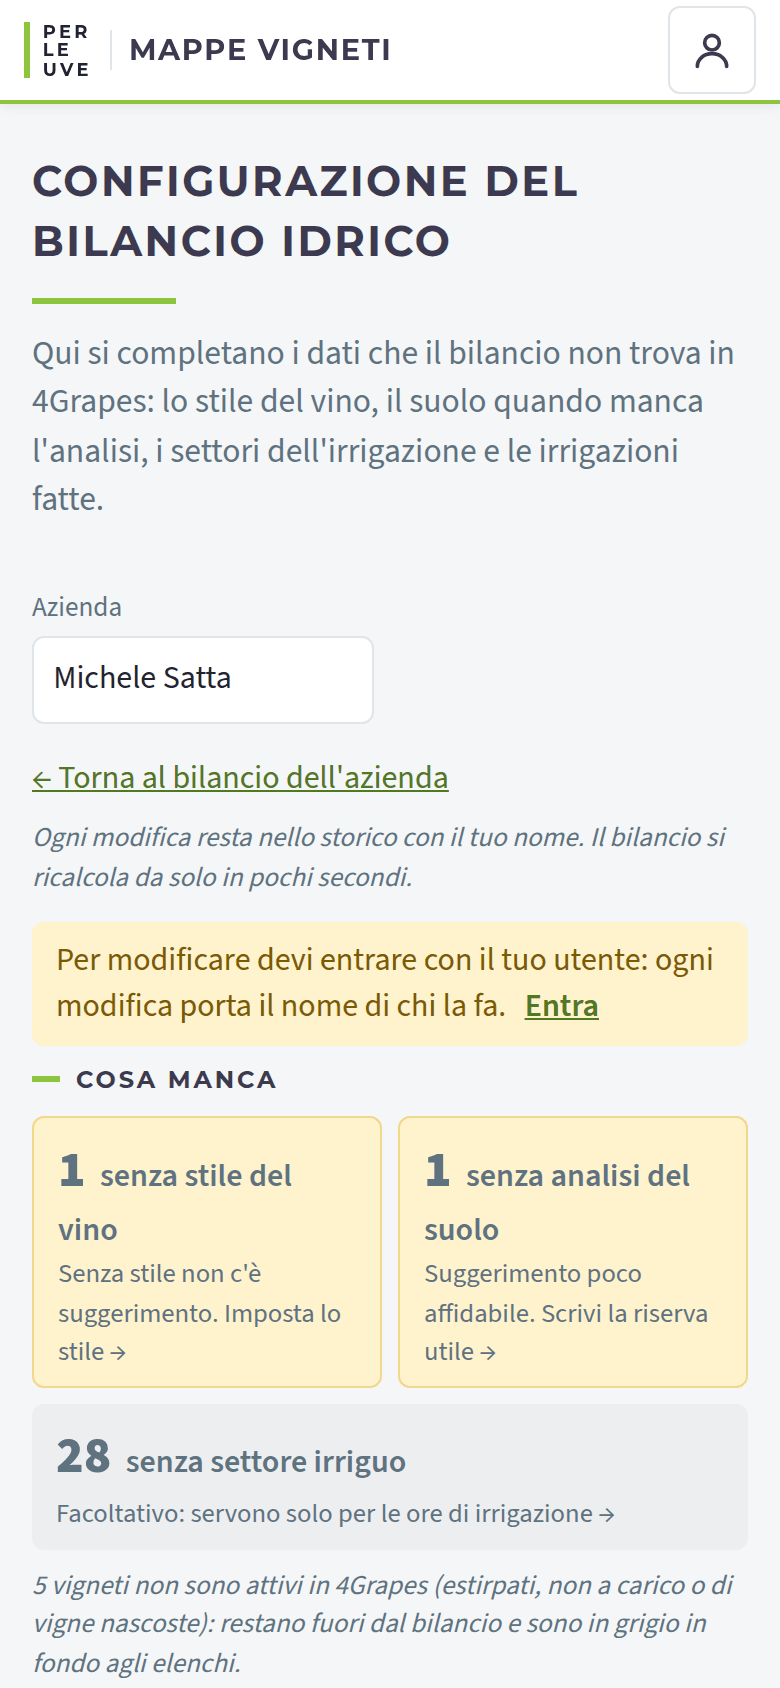 PER
LE
UVE
MAPPE VIGNETI
CONFIGURAZIONE DEL
BILANCIO IDRICO
Qui si completano i dati che il bilancio non trova in
4Grapes: lo stile del vino, il suolo quando manca
l'analisi, i settori dell'irrigazione e le irrigazioni
fatte.
Azienda
Michele Satta
← Torna al bilancio dell'azienda
Ogni modifica resta nello storico con il tuo nome. Il bilancio si
ricalcola da solo in pochi secondi.
Per modificare devi entrare con il tuo utente: ogni
modifica porta il nome di chi la fa. Entra
COSA MANCA
1 senza stile del
vino
Senza stile non c'è
suggerimento. Imposta lo
stile →
1 senza analisi del
suolo
Suggerimento poco
affidabile. Scrivi la riserva
utile →
28 senza settore irriguo
Facoltativo: servono solo per le ore di irrigazione →
5 vigneti non sono attivi in 4Grapes (estirpati, non a carico o di
vigne nascoste): restano fuori dal bilancio e sono in grigio in
fondo agli elenchi.